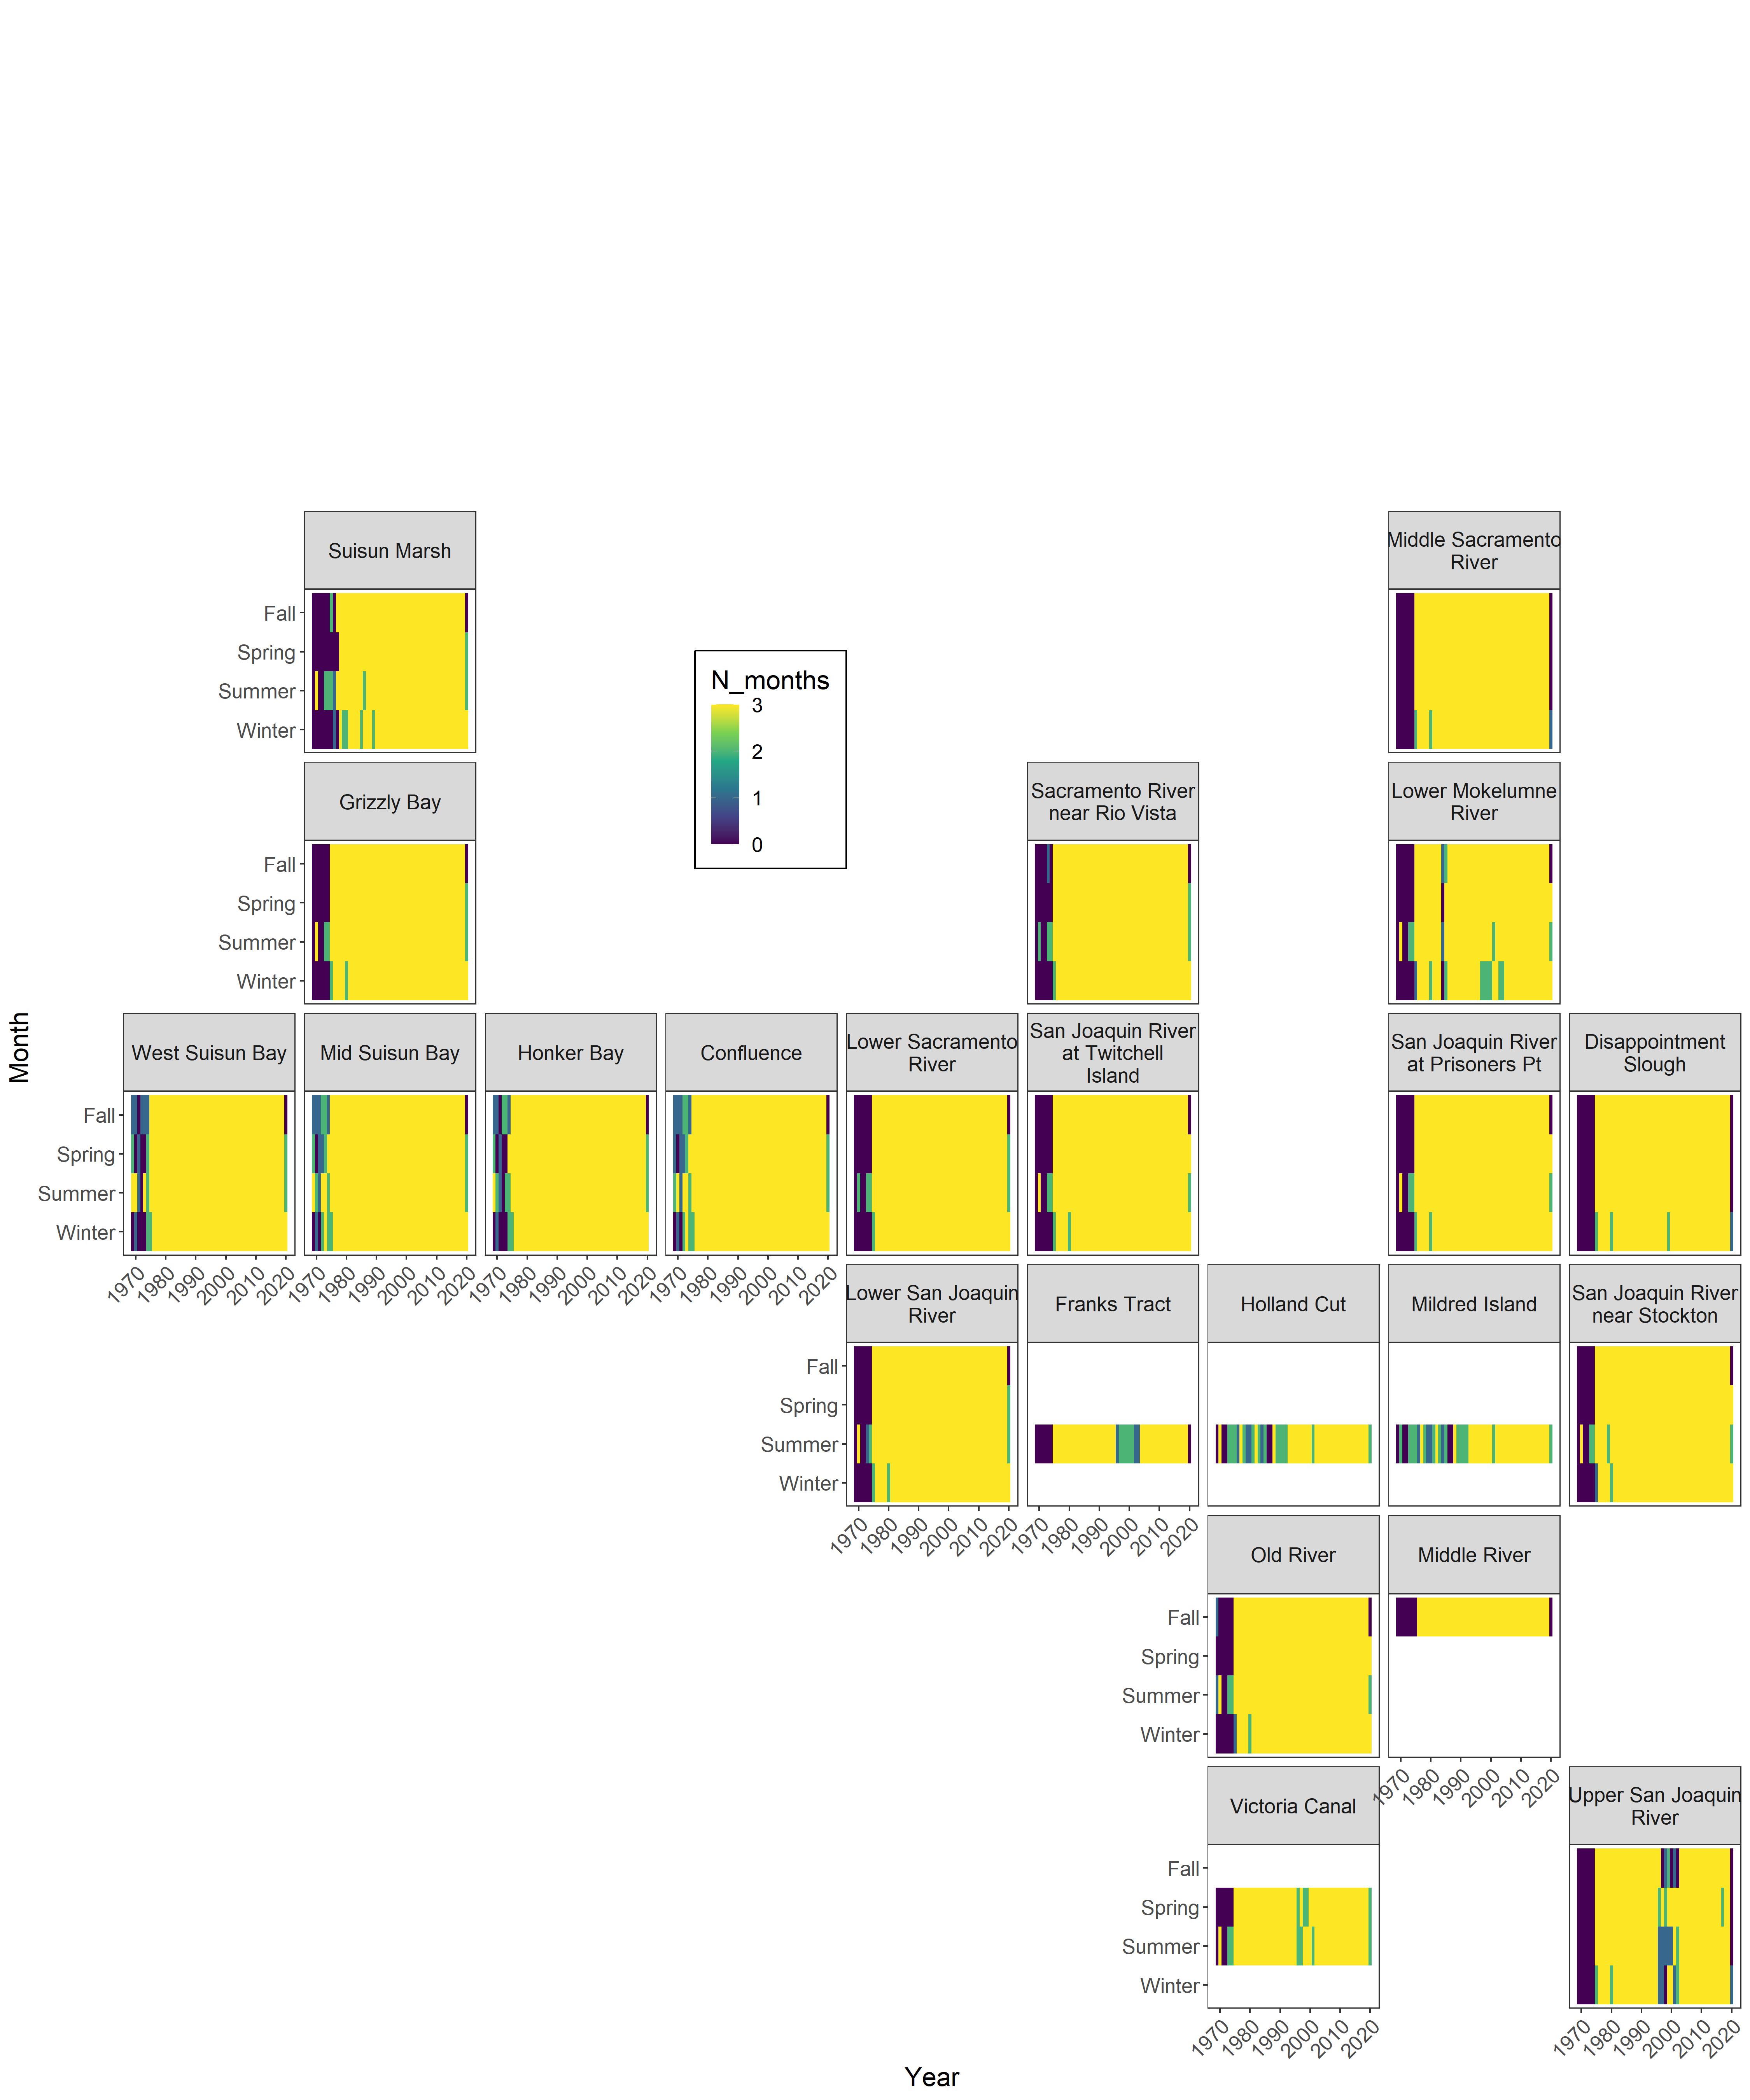 Suisun Marsh
Middle Sacramento
River
Fall
Spring
Summer
Winter
N_months
3
2
1
0
Grizzly Bay
Sacramento River
near Rio Vista
Lower Mokelumne
River
Fall
Spring
Summer
Winter
Month
West Suisun Bay
Mid Suisun Bay
Honker Bay
Confluence
Lower Sacramento
River
San Joaquin River
at Twitchell
Island
San Joaquin River
at Prisoners Pt
Disappointment
Slough
Fall
Spring
Summer
Winter
1970 1980 1990 2000 2010 2020
1970 1980 1990 2000 2010 2020
1970 1980 1990 2000 2010 2020
1970 1980 1990 2000 2010 2020
Lower San Joaquin
River
Franks Tract
Holland Cut
Mildred Island
San Joaquin River
near Stockton
Fall
Spring
Summer
Winter
1970 1980 1990 2000 2010 2020
1970 1980 1990 2000 2010 2020
Old River
Middle River
Fall
Spring
Summer
Winter
1970 1980 1990 2000 2010 2020
Victoria Canal
Upper San Joaquin
River
Fall
Spring
Summer
Winter
1970 1980 1990 2000 2010 2020
1970 1980 1990 2000 2010 2020
Year